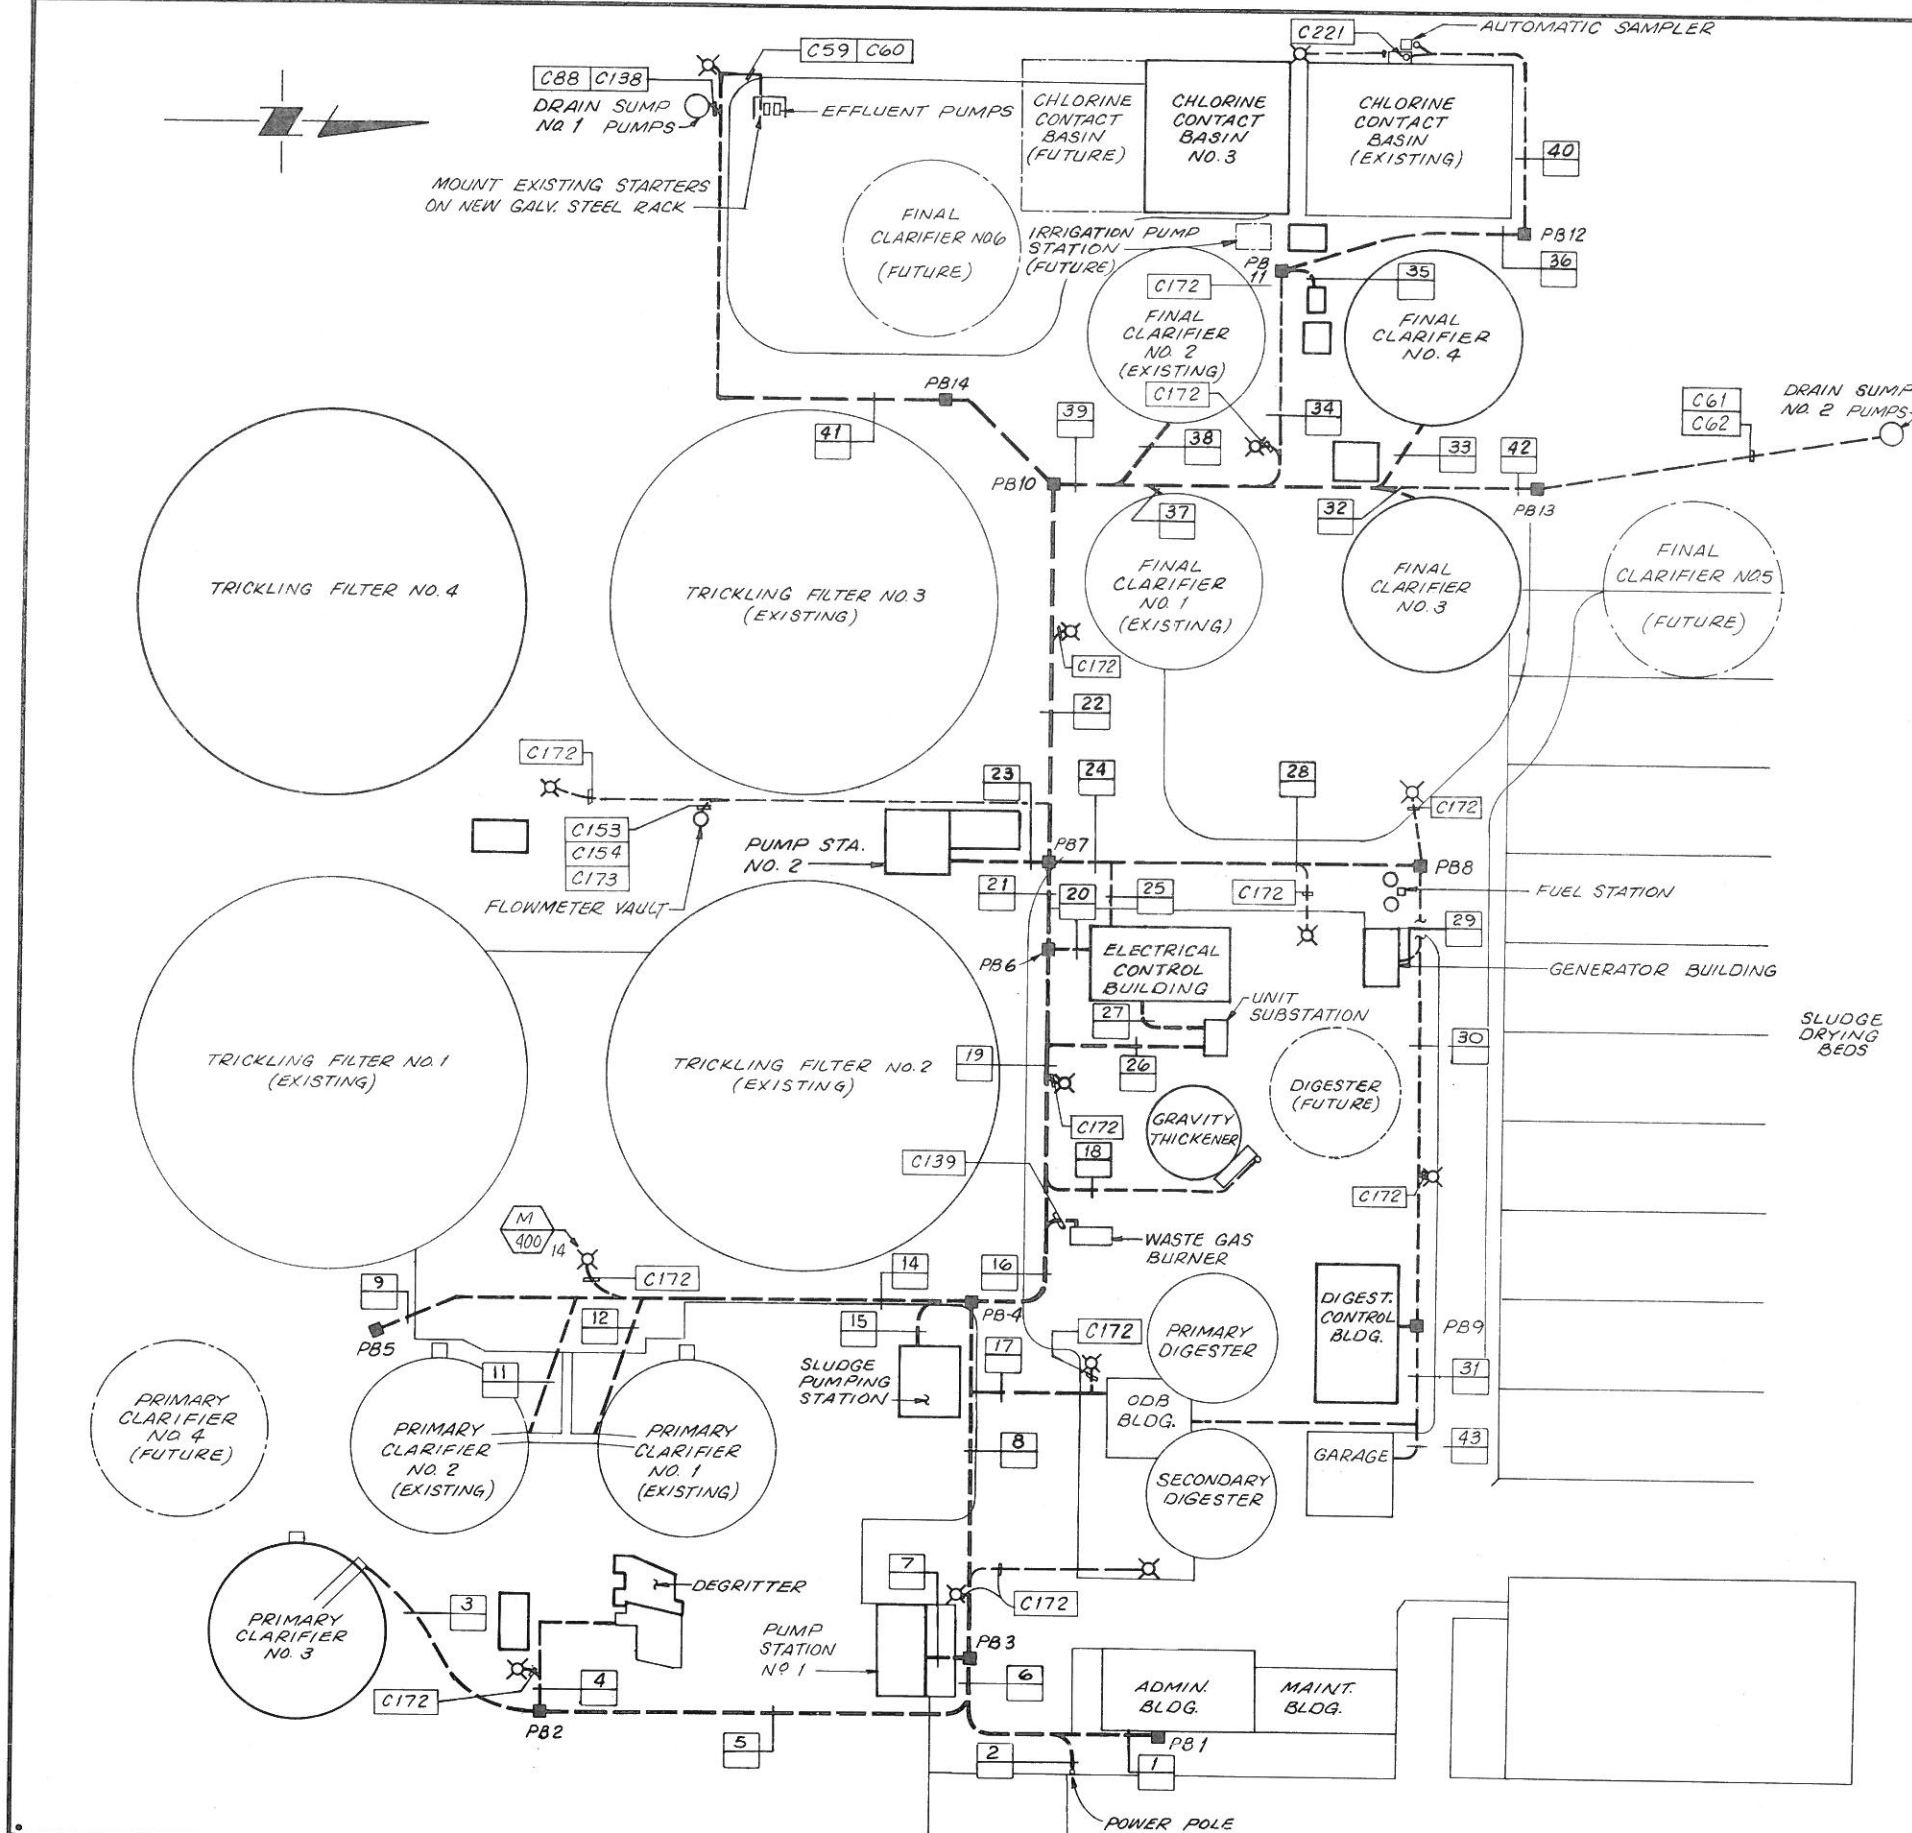 C221
AUTOMATIC SAMPLER
C59 C60
C88 C138
DRAIN SUMP
NO. 1 PUMPS
EFFLUENT PUMPS
MOUNT EXISTING STARTERS
ON NEW GALV. STEEL RACK
CHLORINE
CONTACT
BASIN
(FUTURE)
CHLORINE
CONTACT
BASIN
NO. 3
CHLORINE
CONTACT
BASIN
(EXISTING)
40
FINAL
CLARIFIER NO.6
(FUTURE)
IRRIGATION PUMP
STATION
(FUTURE)
PB12
36
PB
11
C172
35
FINAL
CLARIFIER
NO. 2
(EXISTING)
FINAL
CLARIFIER
NO. 4
PB14
C172
39
34
41
38
33
42
C61
C62
DRAIN SUMP
NO. 2 PUMPS
PB10
37
32
PB13
TRICKLING FILTER NO. 4
TRICKLING FILTER NO. 3
(EXISTING)
FINAL
CLARIFIER
NO. 1
(EXISTING)
FINAL
CLARIFIER
NO. 3
FINAL
CLARIFIER NO.5
(FUTURE)
C172
22
C172
23
24
28
C172
C153
C154
C173
PUMP STA.
NO. 2
PB7
PB8
FLOWMETER VAULT
21
20
25
C172
FUEL STATION
29
PB6
ELECTRICAL
CONTROL
BUILDING
GENERATOR BUILDING
UNIT
SUBSTATION
27
SLUDGE
DRYING
BEDS
30
TRICKLING FILTER NO. 1
(EXISTING)
TRICKLING FILTER NO. 2
(EXISTING)
19
26
DIGESTER
(FUTURE)
C172
GRAVITY
THICKENER
18
C139
C172
M
400
14
WASTE GAS
BURNER
C172
9
14
16
12
PB-4
DIGEST.
CONTROL
BLDG.
PB9
PB5
15
C172
PRIMARY
DIGESTER
11
SLUDGE
PUMPING
STATION
17
31
PRIMARY
CLARIFIER
NO. 4
(FUTURE)
PRIMARY
CLARIFIER
NO. 2
(EXISTING)
PRIMARY
CLARIFIER
NO. 1
(EXISTING)
ODB
BLDG.
8
GARAGE
43
SECONDARY
DIGESTER
7
DEGRITTER
3
C172
PRIMARY
CLARIFIER
NO. 3
PUMP
STATION
Nº 1
PB3
C172
4
6
ADMIN.
BLDG.
MAINT.
BLDG.
PB2
5
2
PB1
1
POWER POLE